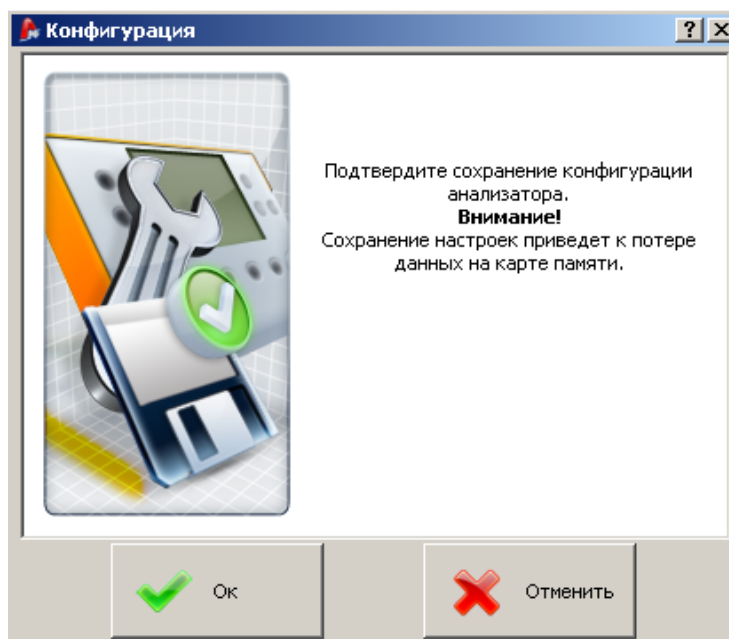 Конфигурация
Подтвердите сохранение конфигурации
анализатора.
Внимание!
Сохранение настроек приведет к потере
данных на карте памяти.
Ок
Отменить